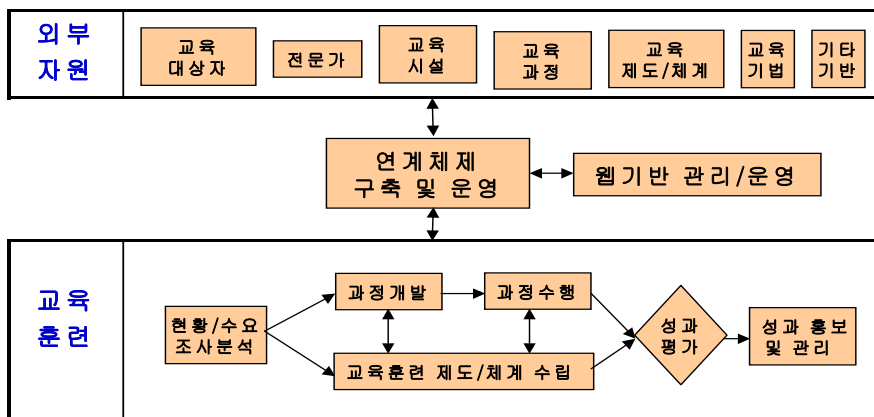 외부
자원
교육
대상자
전문가
교육
시설
교육
과정
교육
제도/체계
교육
기법
기타
기반
연계체제
구축 및 운영
웹기반 관리/운영
교육
훈련
현황/수요
조사분석
과정개발
과정수행
교육훈련 제도/체계 수립
성과
평가
성과 홍보
및 관리